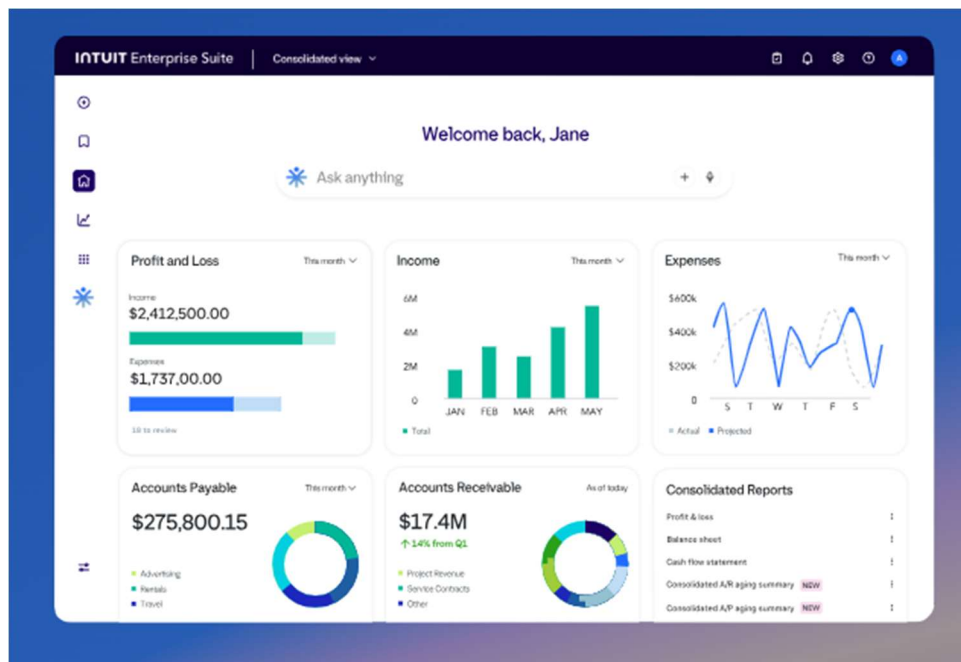 INTUIT Enterprise Suite
Consolidated view
A
Welcome back, Jane
Ask anything
Profit and Loss
This month
Income
$2,412,500.00
Expenses
$1,737,00.00
18 to review
Income
This month
6M
4M
2M
0
JAN FEB MAR APR MAY
Total
Expenses
This month
$600k
$400k
$200k
0
S T W T F S
Actual Projected
Accounts Payable
This month
$275,800.15
Advertising
Rentals
Travel
Accounts Receivable
As of today
$17.4M
14% from Q1
Project Revenue
Service Contracts
Other
Consolidated Reports
Profit & loss
Balance sheet
Cash flow statement
Consolidated A/R aging summary NEW
Consolidated A/P aging summary NEW